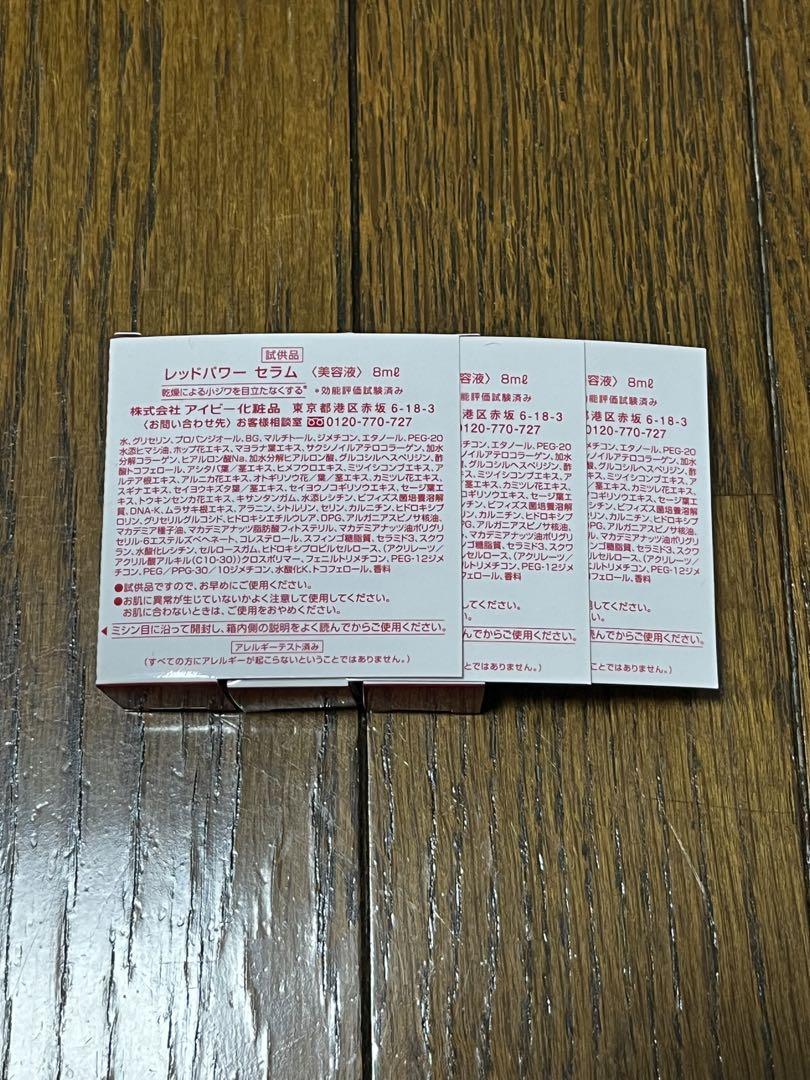 試供品
レッドパワー セラム 〈美容液〉 8mℓ
乾燥による小ジワを目立たなくする* *効能評価試験済み
株式会社 アイビー化粧品 東京都港区赤坂 6-18-3
〈お問い合わせ先〉お客様相談室 0120-770-727
水、グリセリン、プロパンジオール、BG、マルチトール、ジメチコン、エタノール、PEG-20
水添ヒマシ油、ホップエキス、マヨラナ葉エキス、サクシノイルアテロコラーゲン、加水
分解コラーゲン、ヒアルロン酸Na、加水分解ヒアルロン酸、グルコシルヘスペリジン、酢
酸トコフェロール、アシタバ葉/茎エキス、ヒメフウロエキス、ミツイシコンブエキス、ア
ルテア根エキス、アルニカ花エキス、オトギリソウ花/葉/茎エキス、カミツレ花エキス、
スギナエキス、セイヨウキズタ葉/茎エキス、セイヨウノコギリソウエキス、セージ葉エ
キス、トウキンセンカ花エキス、キサンタンガム、水添レシチン、ビフィズス菌培養溶解
質、DNA-K、ムラサキ根エキス、アラニン、シトルリン、セリン、カルニチン、ヒドロキシプ
ロリン、グリセリルグルコシド、ヒドロキシエチルウレア、DPG、アルガニアスピノサ核油、
マカデミア種子油、マカデミアナッツ脂肪酸フィトステリル、マカデミアナッツ油ポリグリ
セリル-6エステルズベヘネート、コレステロール、スフィンゴ糖脂質、セラミド3、スクワ
ラン、水酸化レシチン、セルロースガム、ヒドロキシプロピルセルロース、(アクリレーツ/
アクリル酸アルキル(C10-30))クロスポリマー、フェニルトリメチコン、PEG-12ジメ
チコン、PEG/PPG-30/10ジメチコン、水酸化K、トコフェロール、香料
●試供品ですので、お早めにご使用ください。
●お肌に異常が生じていないかよく注意して使用してください。
お肌に合わないときは、ご使用をおやめください。
◀ミシン目に沿って開封し、箱内側の説明をよく読んでからご使用ください。
アレルギーテスト済み
(すべての方にアレルギーが起こらないということではありません。)